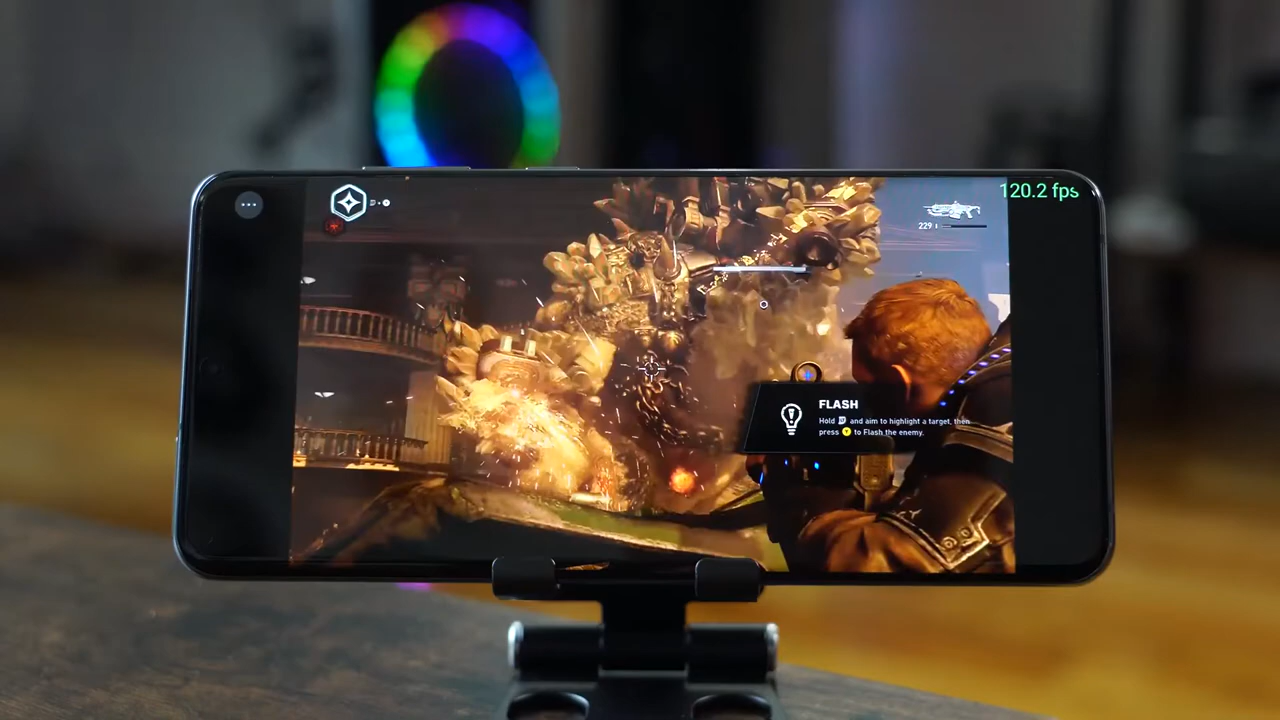 120.2 fps
229
FLASH
Hold and aim to highlight a target, then
press Y to Flash the enemy.